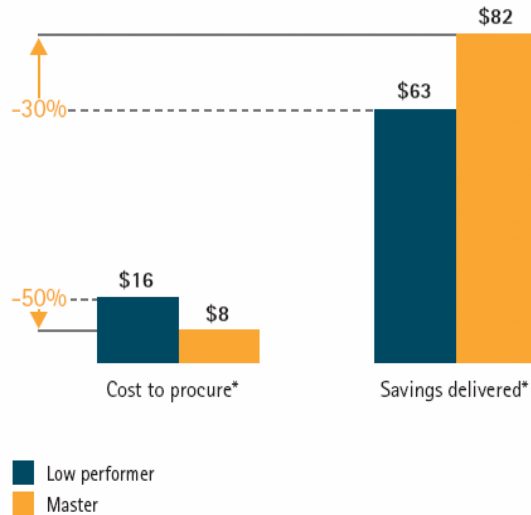 $82
-30%
$63
-50%
$16
$8
Cost to procure*
Savings delivered*
Low performer
Master